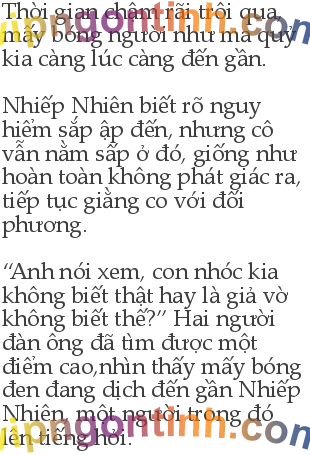 Thời gian chậm rãi trôi qua,
mấy bóng người như ma quỷ
kia càng lúc càng đến gần.
Nhiếp Nhiên biết rõ nguy
hiểm sắp ập đến, nhưng cô
vẫn nằm sấp ở đó, giống như
hoàn toàn không phát giác ra,
tiếp tục giằng co với đối
phương.
“Anh nói xem, con nhóc kia
không biết thật hay là giả vờ
không biết thế?” Hai người
đàn ông đã tìm được một
điểm cao,nhìn thấy mấy bóng
đen đang dịch đến gần Nhiếp
Nhiên, một người trong đó
lên tiếng hỏi.